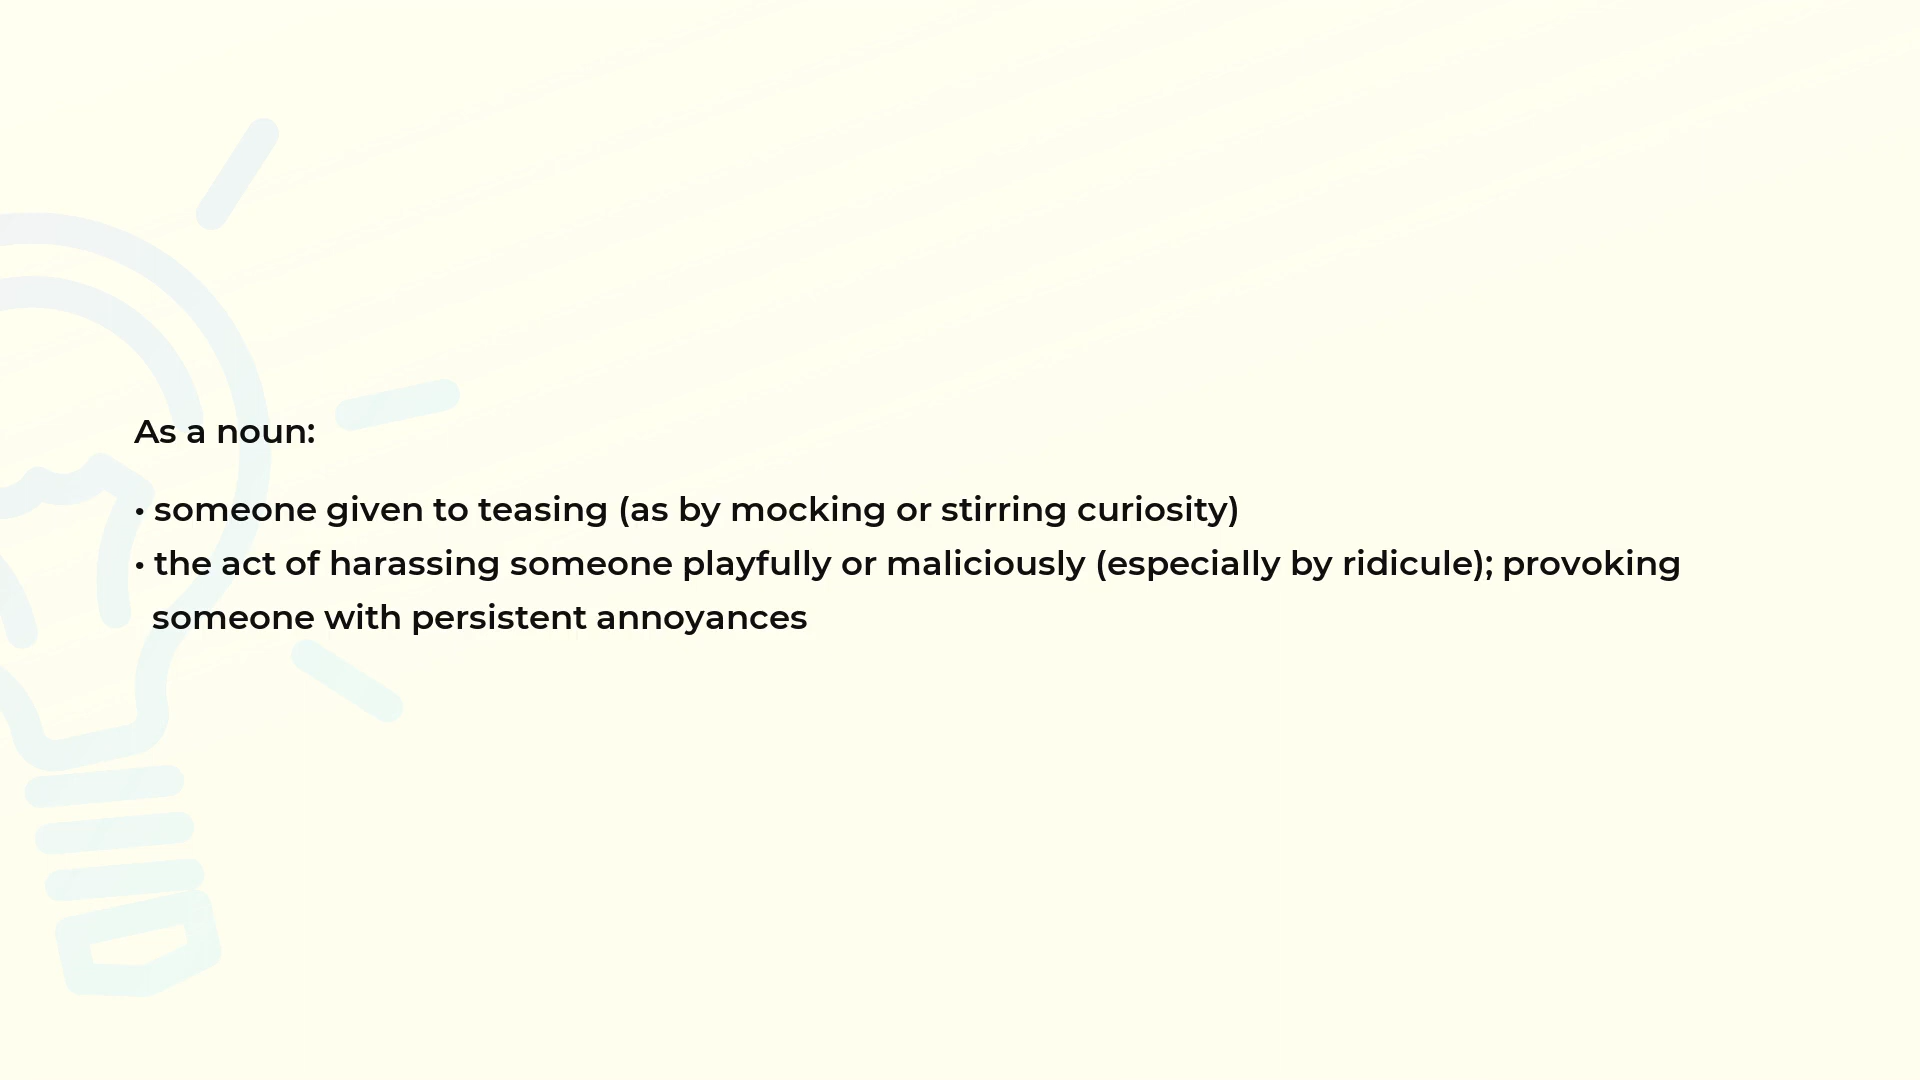 As a noun:
• someone given to teasing (as by mocking or stirring curiosity)
• the act of harassing someone playfully or maliciously (especially by ridicule); provoking
someone with persistent annoyances